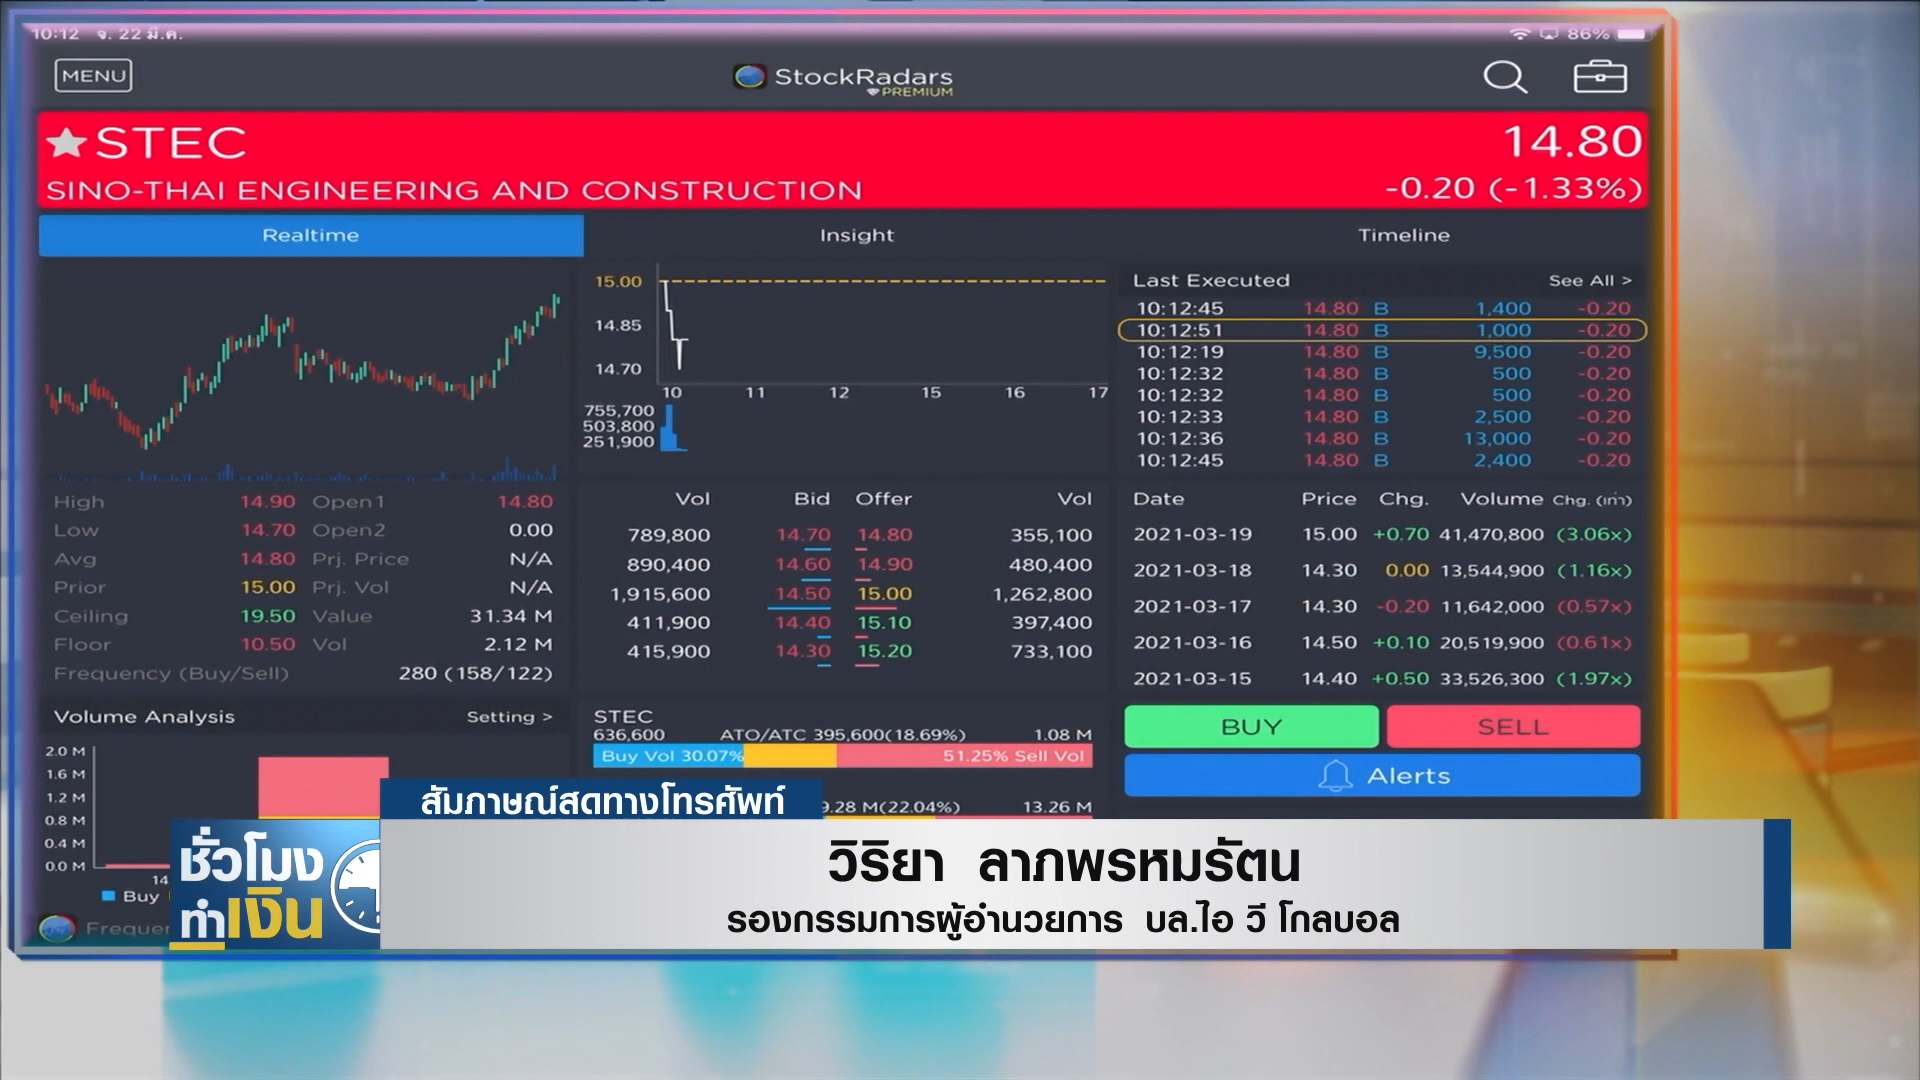 10:12 จ. 22 มี.ค.
86%
MENU
StockRadars
PREMIUM
STEC
14.80
SINO-THAI ENGINEERING AND CONSTRUCTION
-0.20 (-1.33%)
Realtime
Insight
Timeline
15.00
14.85
14.70
10 11 12 15 16 17
755,700
503,800
251,900
Last Executed See All >
10:12:45 14.80 B 1,400 -0.20
10:12:51 14.80 B 1,000 -0.20
10:12:19 14.80 B 9,500 -0.20
10:12:32 14.80 B 500 -0.20
10:12:32 14.80 B 500 -0.20
10:12:33 14.80 B 2,500 -0.20
10:12:36 14.80 B 13,000 -0.20
10:12:45 14.80 B 2,400 -0.20
High 14.90 Open1 14.80
Low 14.70 Open2 0.00
Avg 14.80 Prj. Price N/A
Prior 15.00 Prj. Vol N/A
Ceiling 19.50 Value 31.34 M
Floor 10.50 Vol 2.12 M
Frequency (Buy/Sell) 280 (158/122)
Vol Bid Offer Vol
789,800 14.70 14.80 355,100
890,400 14.60 14.90 480,400
1,915,600 14.50 15.00 1,262,800
411,900 14.40 15.10 397,400
415,900 14.30 15.20 733,100
Date Price Chg. Volume Chg. (เท่า)
2021-03-19 15.00 +0.70 41,470,800 (3.06x)
2021-03-18 14.30 0.00 13,544,900 (1.16x)
2021-03-17 14.30 -0.20 11,642,000 (0.57x)
2021-03-16 14.50 +0.10 20,519,900 (0.61x)
2021-03-15 14.40 +0.50 33,526,300 (1.97x)
Volume Analysis Setting >
2.0 M
1.6 M
1.2 M
0.8 M
0.4 M
0.0 M
14
Buy
Frequen
STEC
636,600 ATO/ATC 395,600(18.69%) 1.08 M
Buy Vol 30.07% 51.25% Sell Vol
9.28 M(22.04%) 13.26 M
BUY
SELL
Alerts
สัมภาษณ์สดทางโทรศัพท์
ชั่วโมง
ทำเงิน
วิริยา ลาภพรหมรัตน
รองกรรมการผู้อำนวยการ บล.ไอ วี โกลบอล